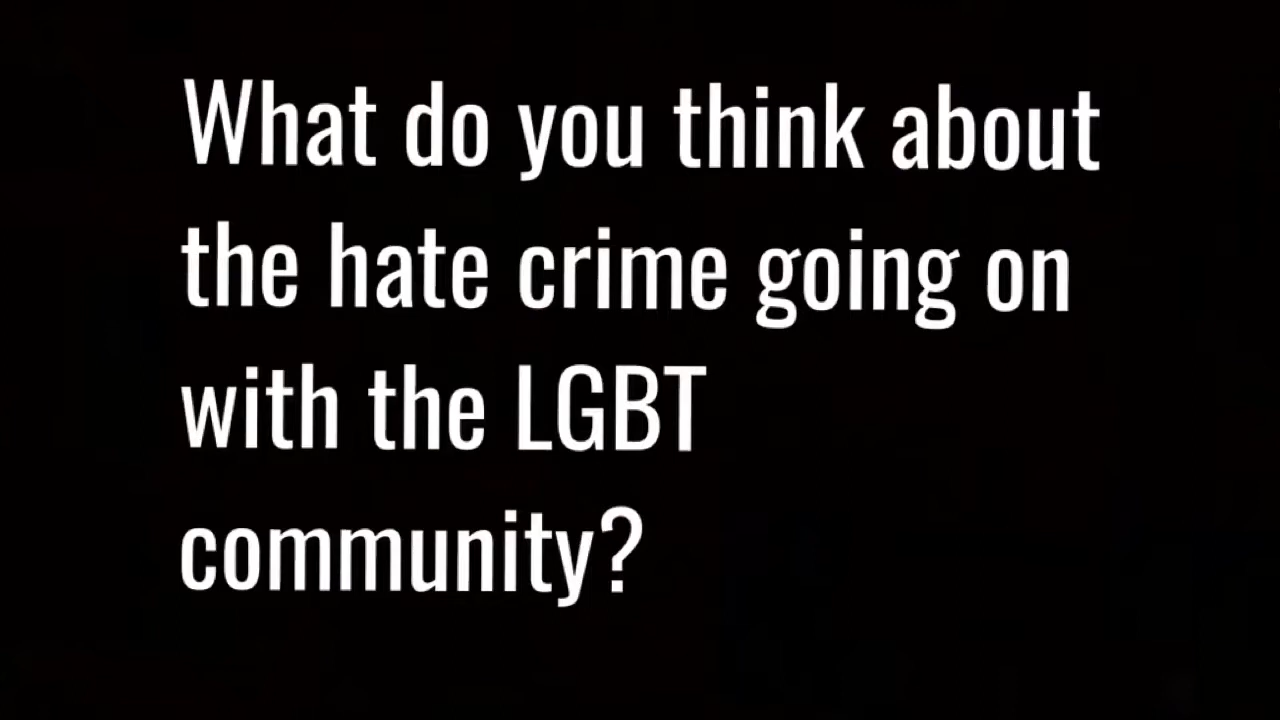 What do you think about
the hate crime going on
with the LGBT
community?